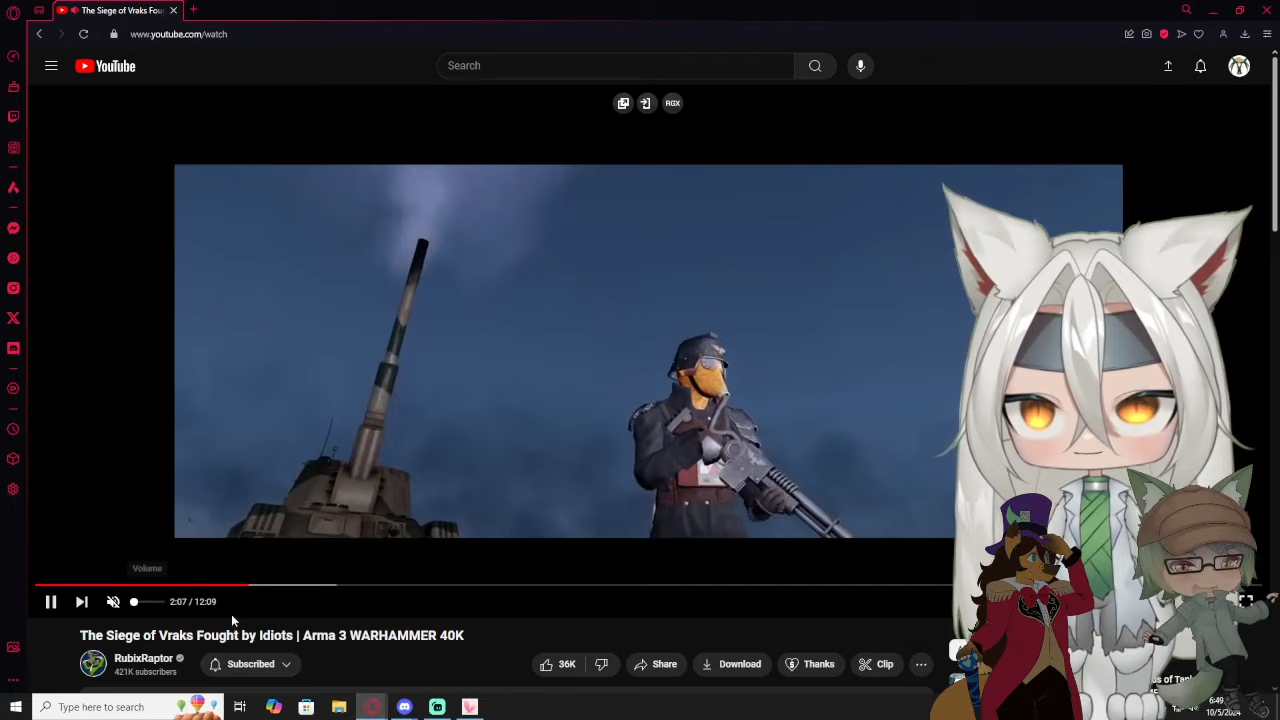 The Siege of Vraks Fou
www.youtube.com/watch
YouTube
Search
RGX
Volume
2:07 / 12:09
The Siege of Vraks Fought by Idiots | Arma 3 WARHAMMER 40K
RubixRaptor
421K subscribers
Subscribed
36K
Share
Download
Thanks
Clip
Type here to search
6:49
10/5/2024